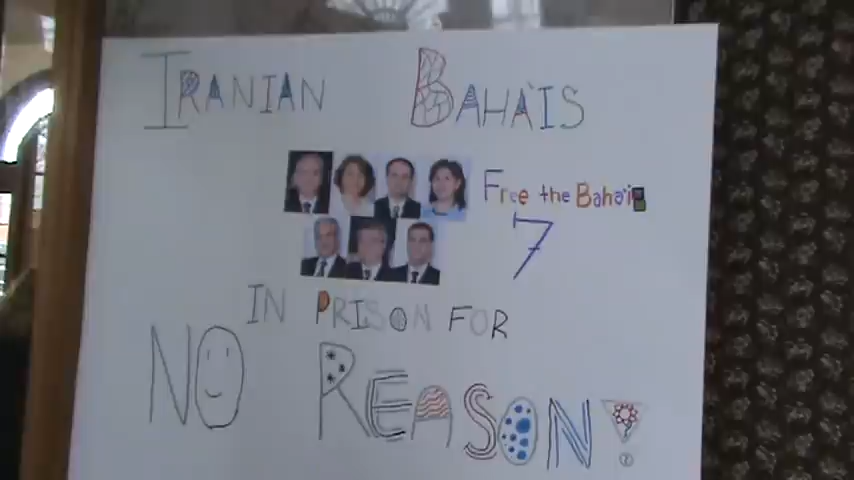 IRANIAN BAHA'IS
Free the Baha'i
7
IN PRISON FOR
NO REASON!